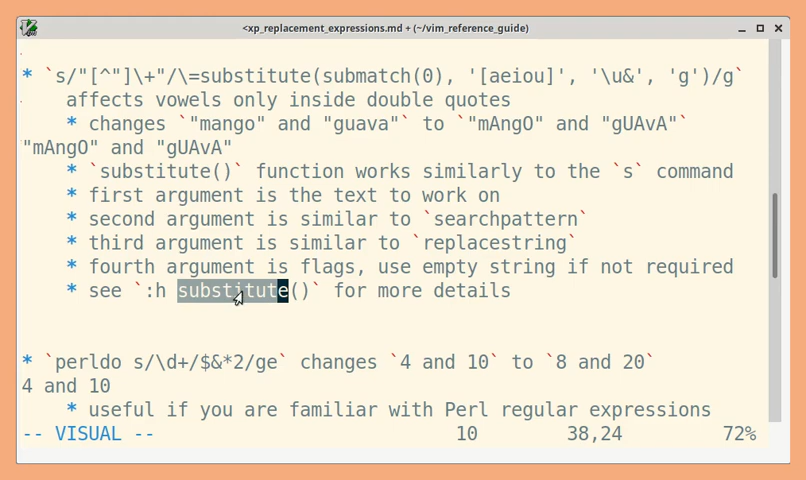 <xp_replacement_expressions.md + (~/vim_reference_guide)
* `s/"[^"]\+"/\=substitute(submatch(0), '[aeiou]', '\u&', 'g')/g`
affects vowels only inside double quotes
* changes `"mango" and "guava"` to `"mAngO" and "gUAvA"`
"mAngO" and "gUAvA"
* `substitute()` function works similarly to the `s` command
* first argument is the text to work on
* second argument is similar to `searchpattern`
* third argument is similar to `replacestring`
* fourth argument is flags, use empty string if not required
* see `:h substitute()` for more details
* `perldo s/\d+/$&*2/ge` changes `4 and 10` to `8 and 20`
4 and 10
* useful if you are familiar with Perl regular expressions
-- VISUAL -- 10 38,24 72%